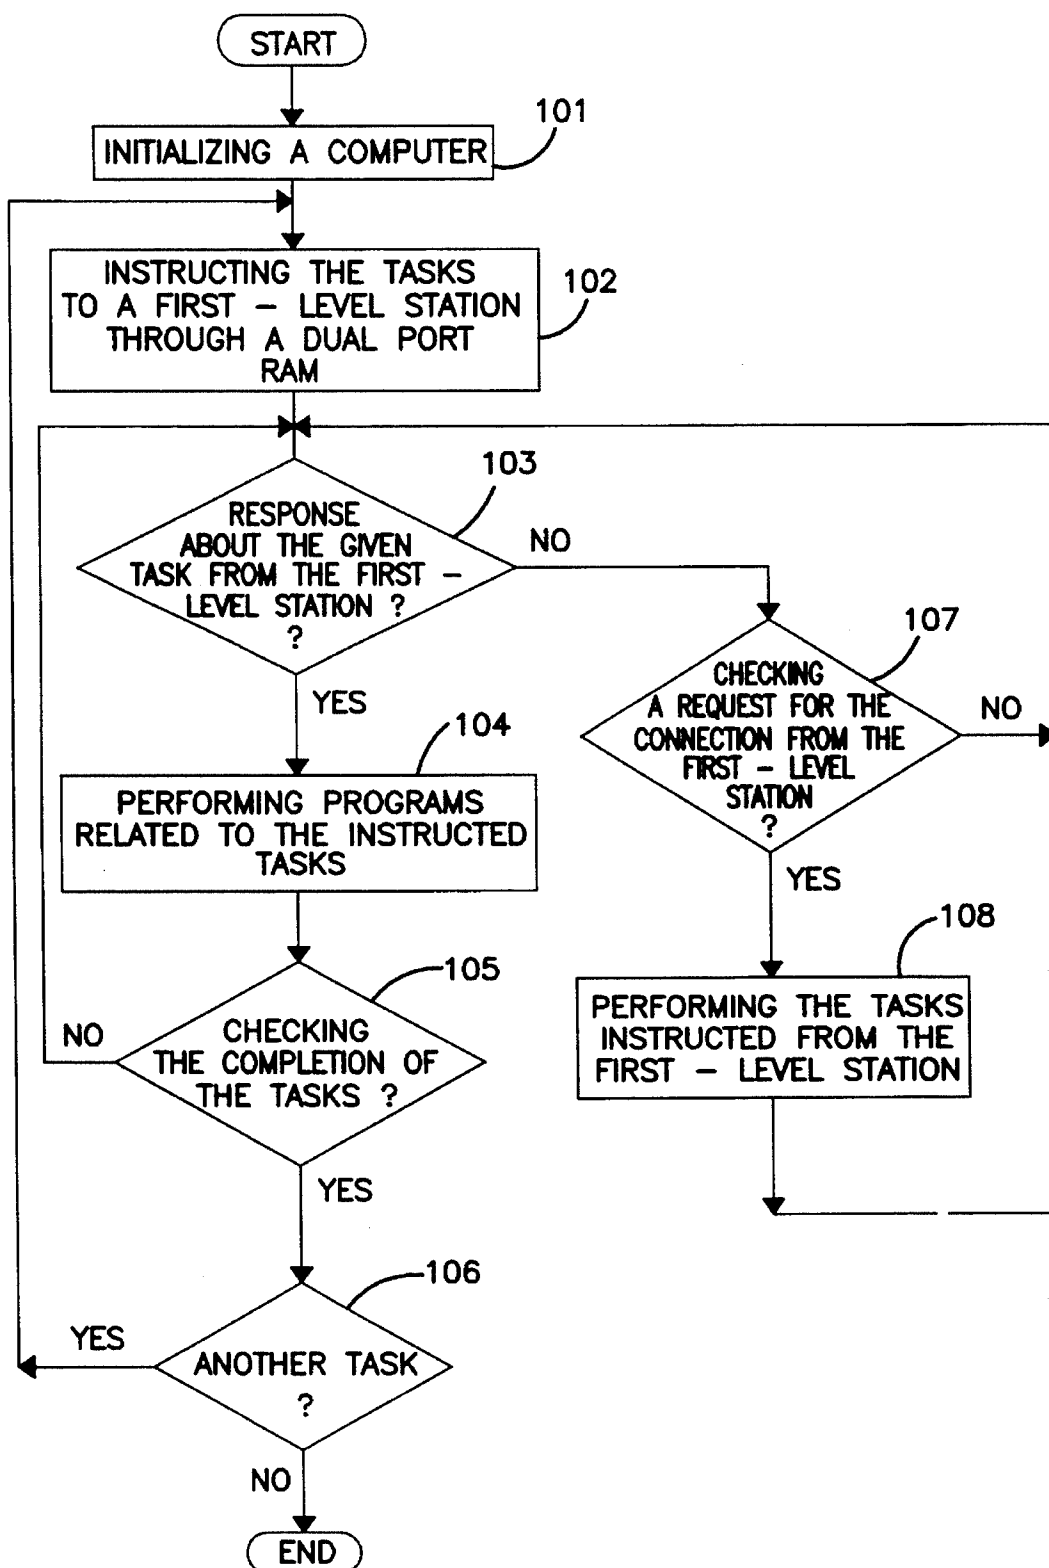 START
101
INITIALIZING A COMPUTER
INSTRUCTING THE TASKS
TO A FIRST – LEVEL STATION
THROUGH A DUAL PORT
RAM
102
103
RESPONSE
ABOUT THE GIVEN
TASK FROM THE FIRST –
LEVEL STATION ?
?
NO
YES
107
CHECKING
A REQUEST FOR THE
CONNECTION FROM THE
FIRST – LEVEL
STATION
?
NO
YES
104
PERFORMING PROGRAMS
RELATED TO THE INSTRUCTED
TASKS
108
PERFORMING THE TASKS
INSTRUCTED FROM THE
FIRST – LEVEL STATION
105
CHECKING
THE COMPLETION OF
THE TASKS ?
NO
YES
106
ANOTHER TASK
?
YES
NO
END